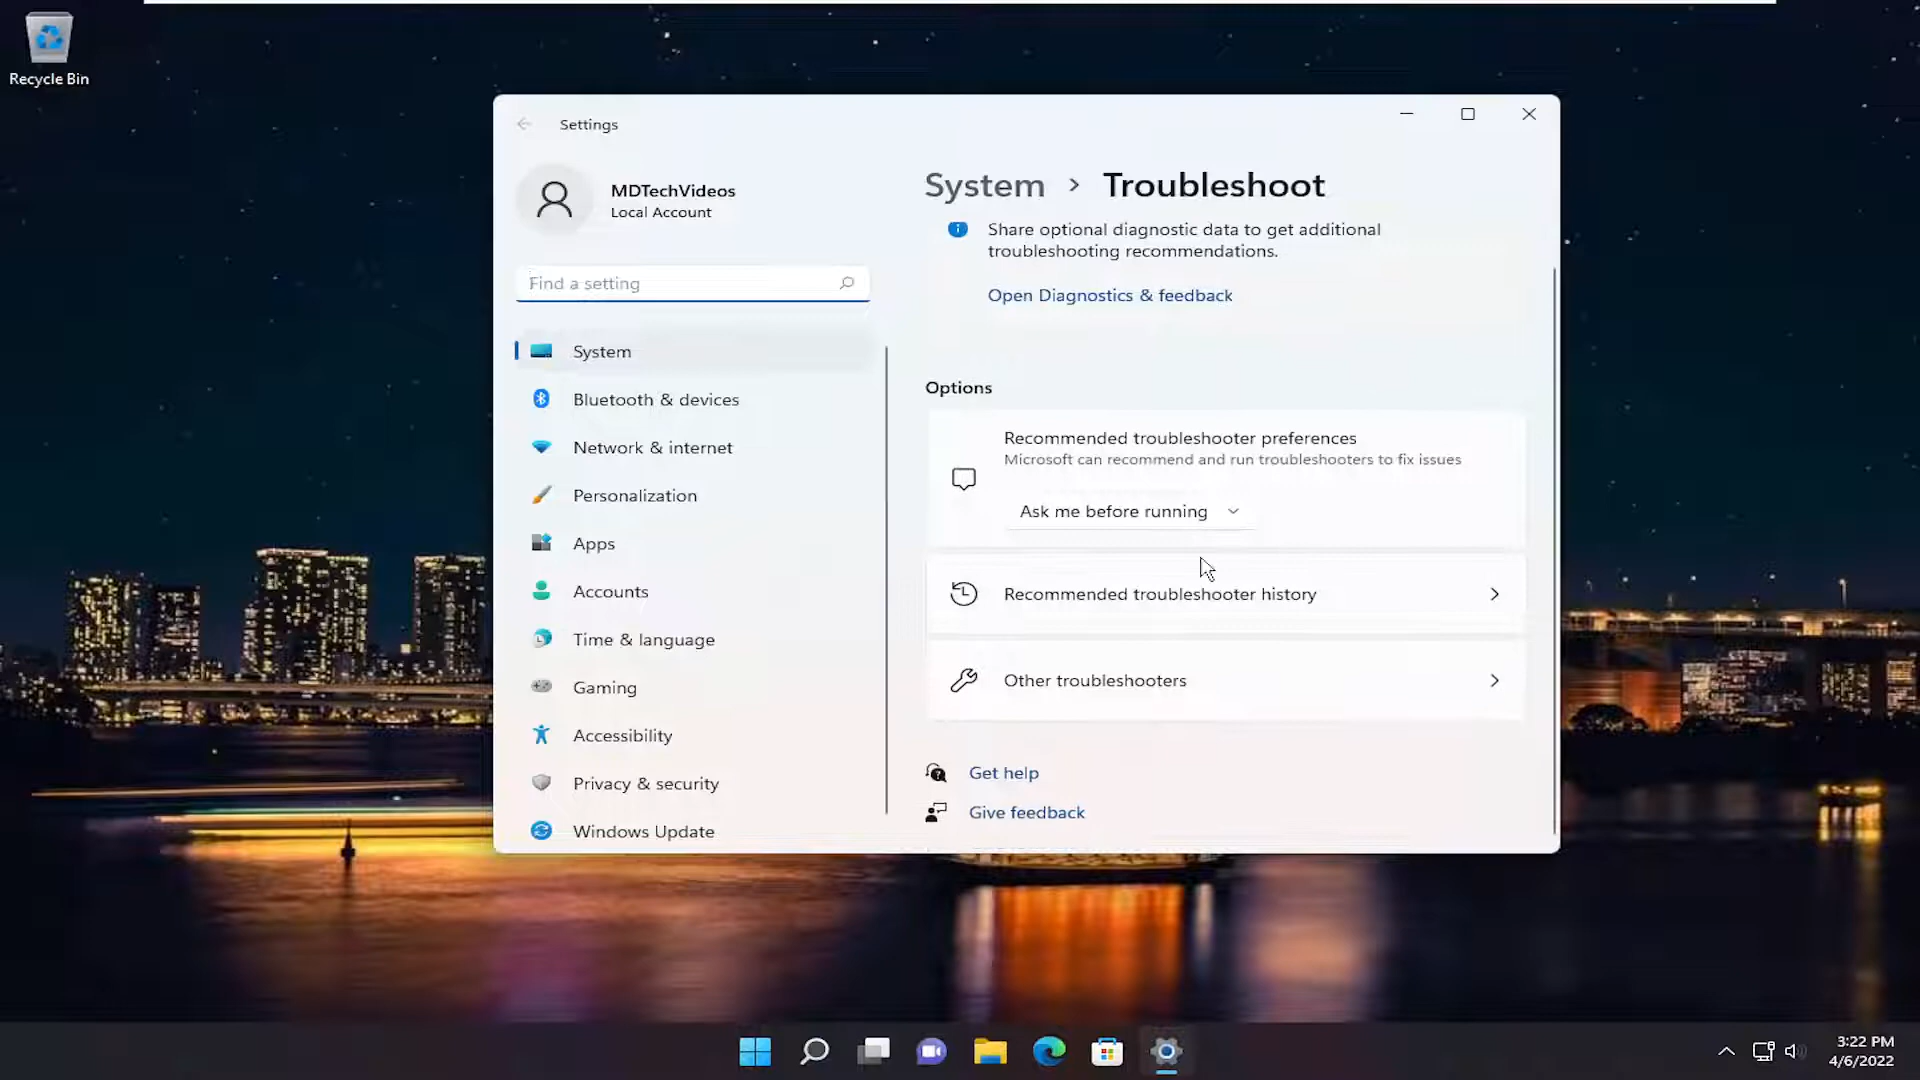 Recycle Bin
Settings
MDTechVideos
Local Account
Find a setting
System
Bluetooth & devices
Network & internet
Personalization
Apps
Accounts
Time & language
Gaming
Accessibility
Privacy & security
Windows Update
System > Troubleshoot
Share optional diagnostic data to get additional
troubleshooting recommendations.
Open Diagnostics & feedback
Options
Recommended troubleshooter preferences
Microsoft can recommend and run troubleshooters to fix issues
Ask me before running
Recommended troubleshooter history
Other troubleshooters
Get help
Give feedback
3:22 PM
4/6/2022